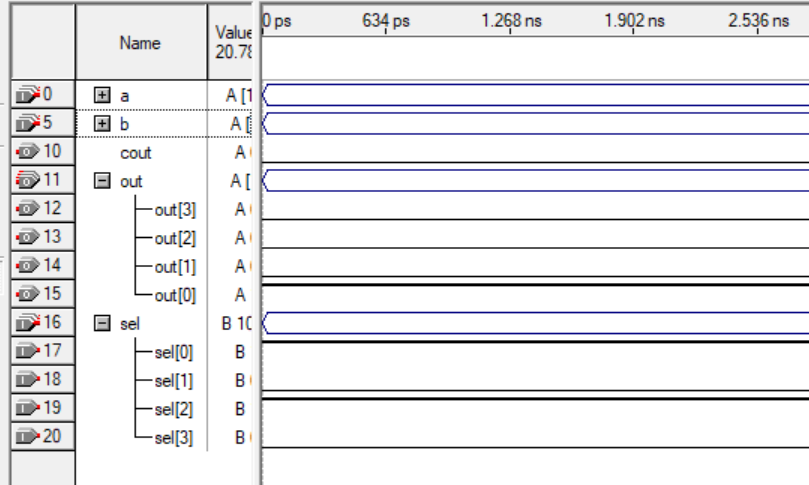 Name Value 20.78 0 ps 634 ps 1.268 ns 1.902 ns 2.536 ns
0 a A [1
5 b A [
10 cout A
11 out A [
12 out[3] A
13 out[2] A
14 out[1] A
15 out[0] A
16 sel B 10
17 sel[0] B
18 sel[1] B
19 sel[2] B
20 sel[3] B